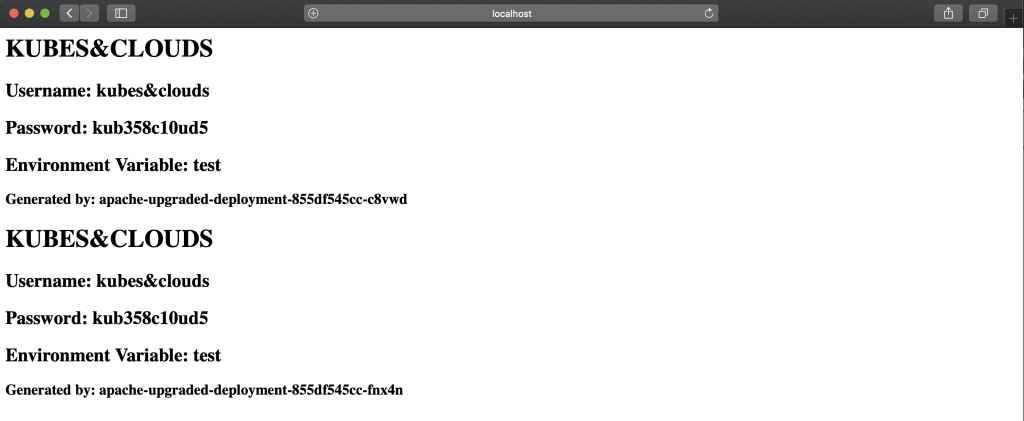 localhost
KUBES&CLOUDS
Username: kubes&clouds
Password: kub358c10ud5
Environment Variable: test
Generated by: apache-upgraded-deployment-855df545cc-c8vwd
KUBES&CLOUDS
Username: kubes&clouds
Password: kub358c10ud5
Environment Variable: test
Generated by: apache-upgraded-deployment-855df545cc-fnx4n